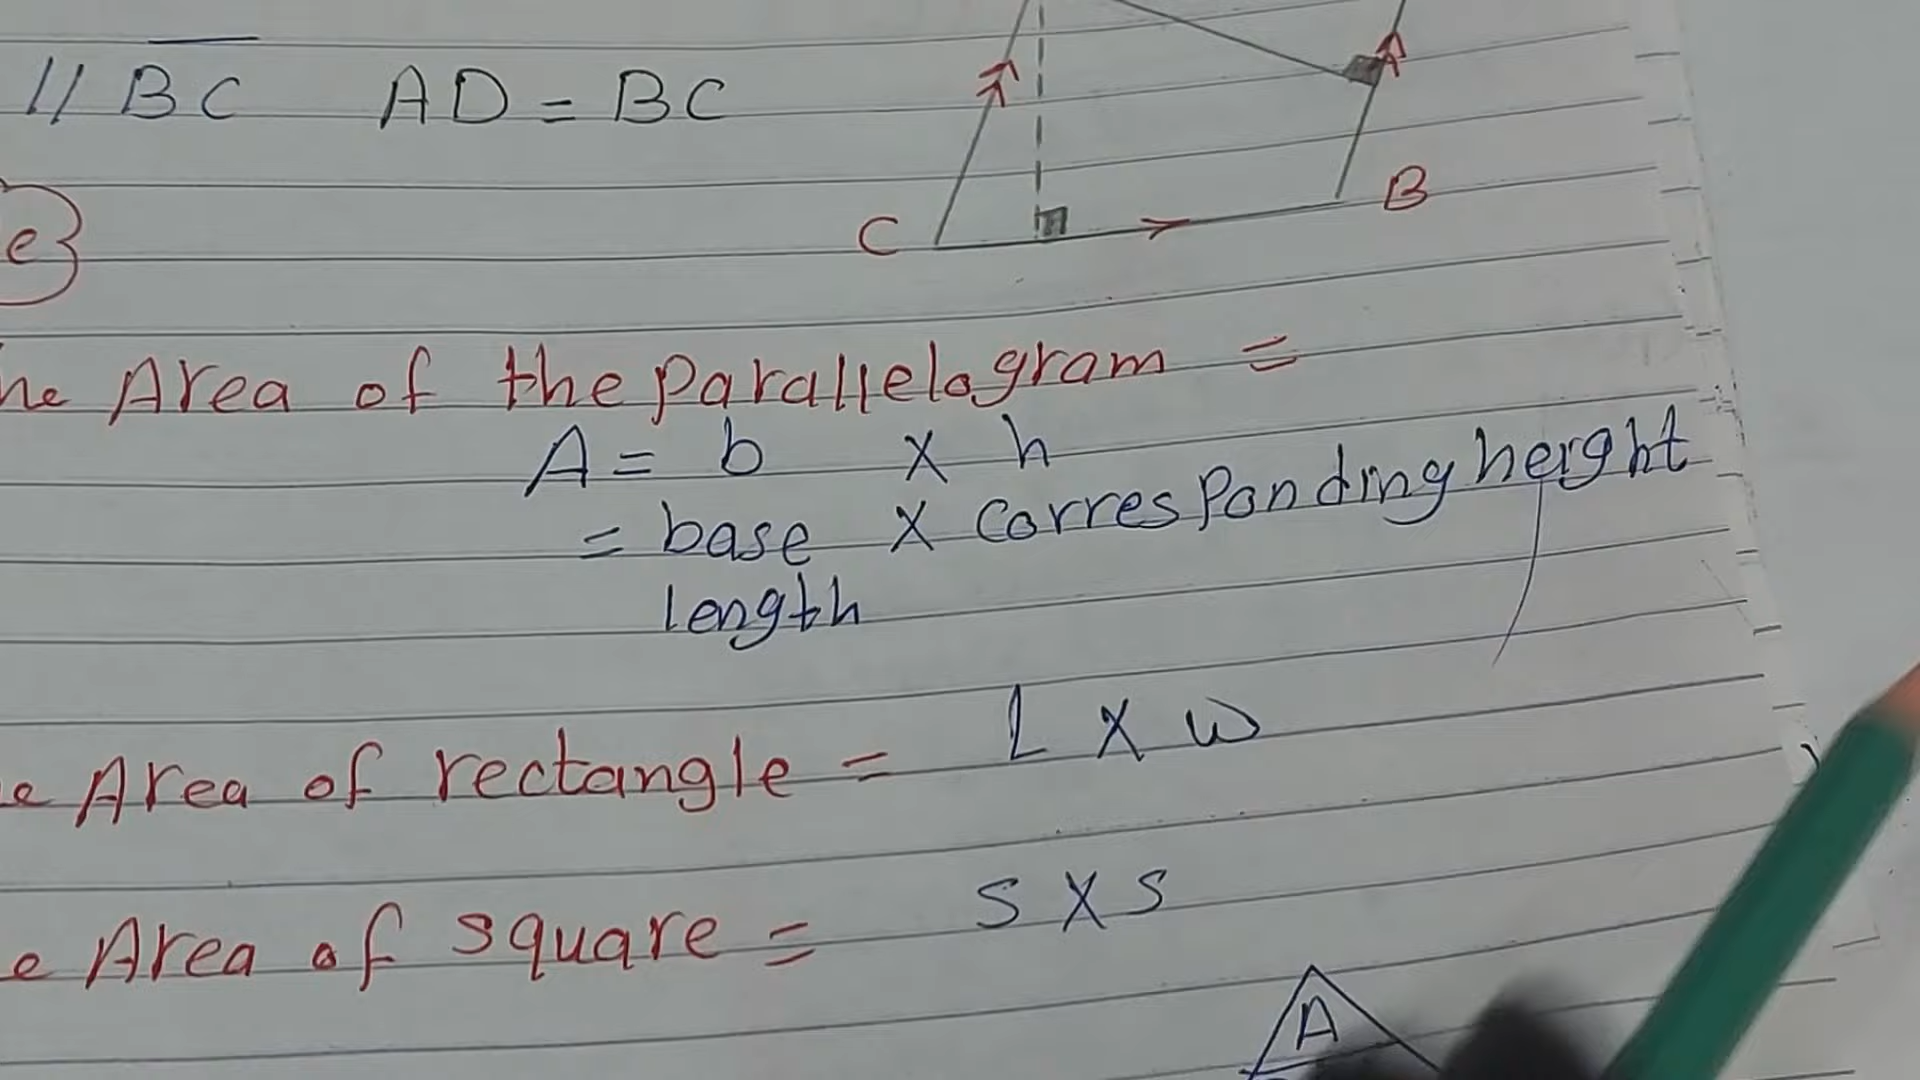 // BC AD = BC
B
C
e
he Area of the parallelogram =
A = b X h
= base X corresponding height
length
e Area of rectangle = L X w
e Area of square = S X S
A